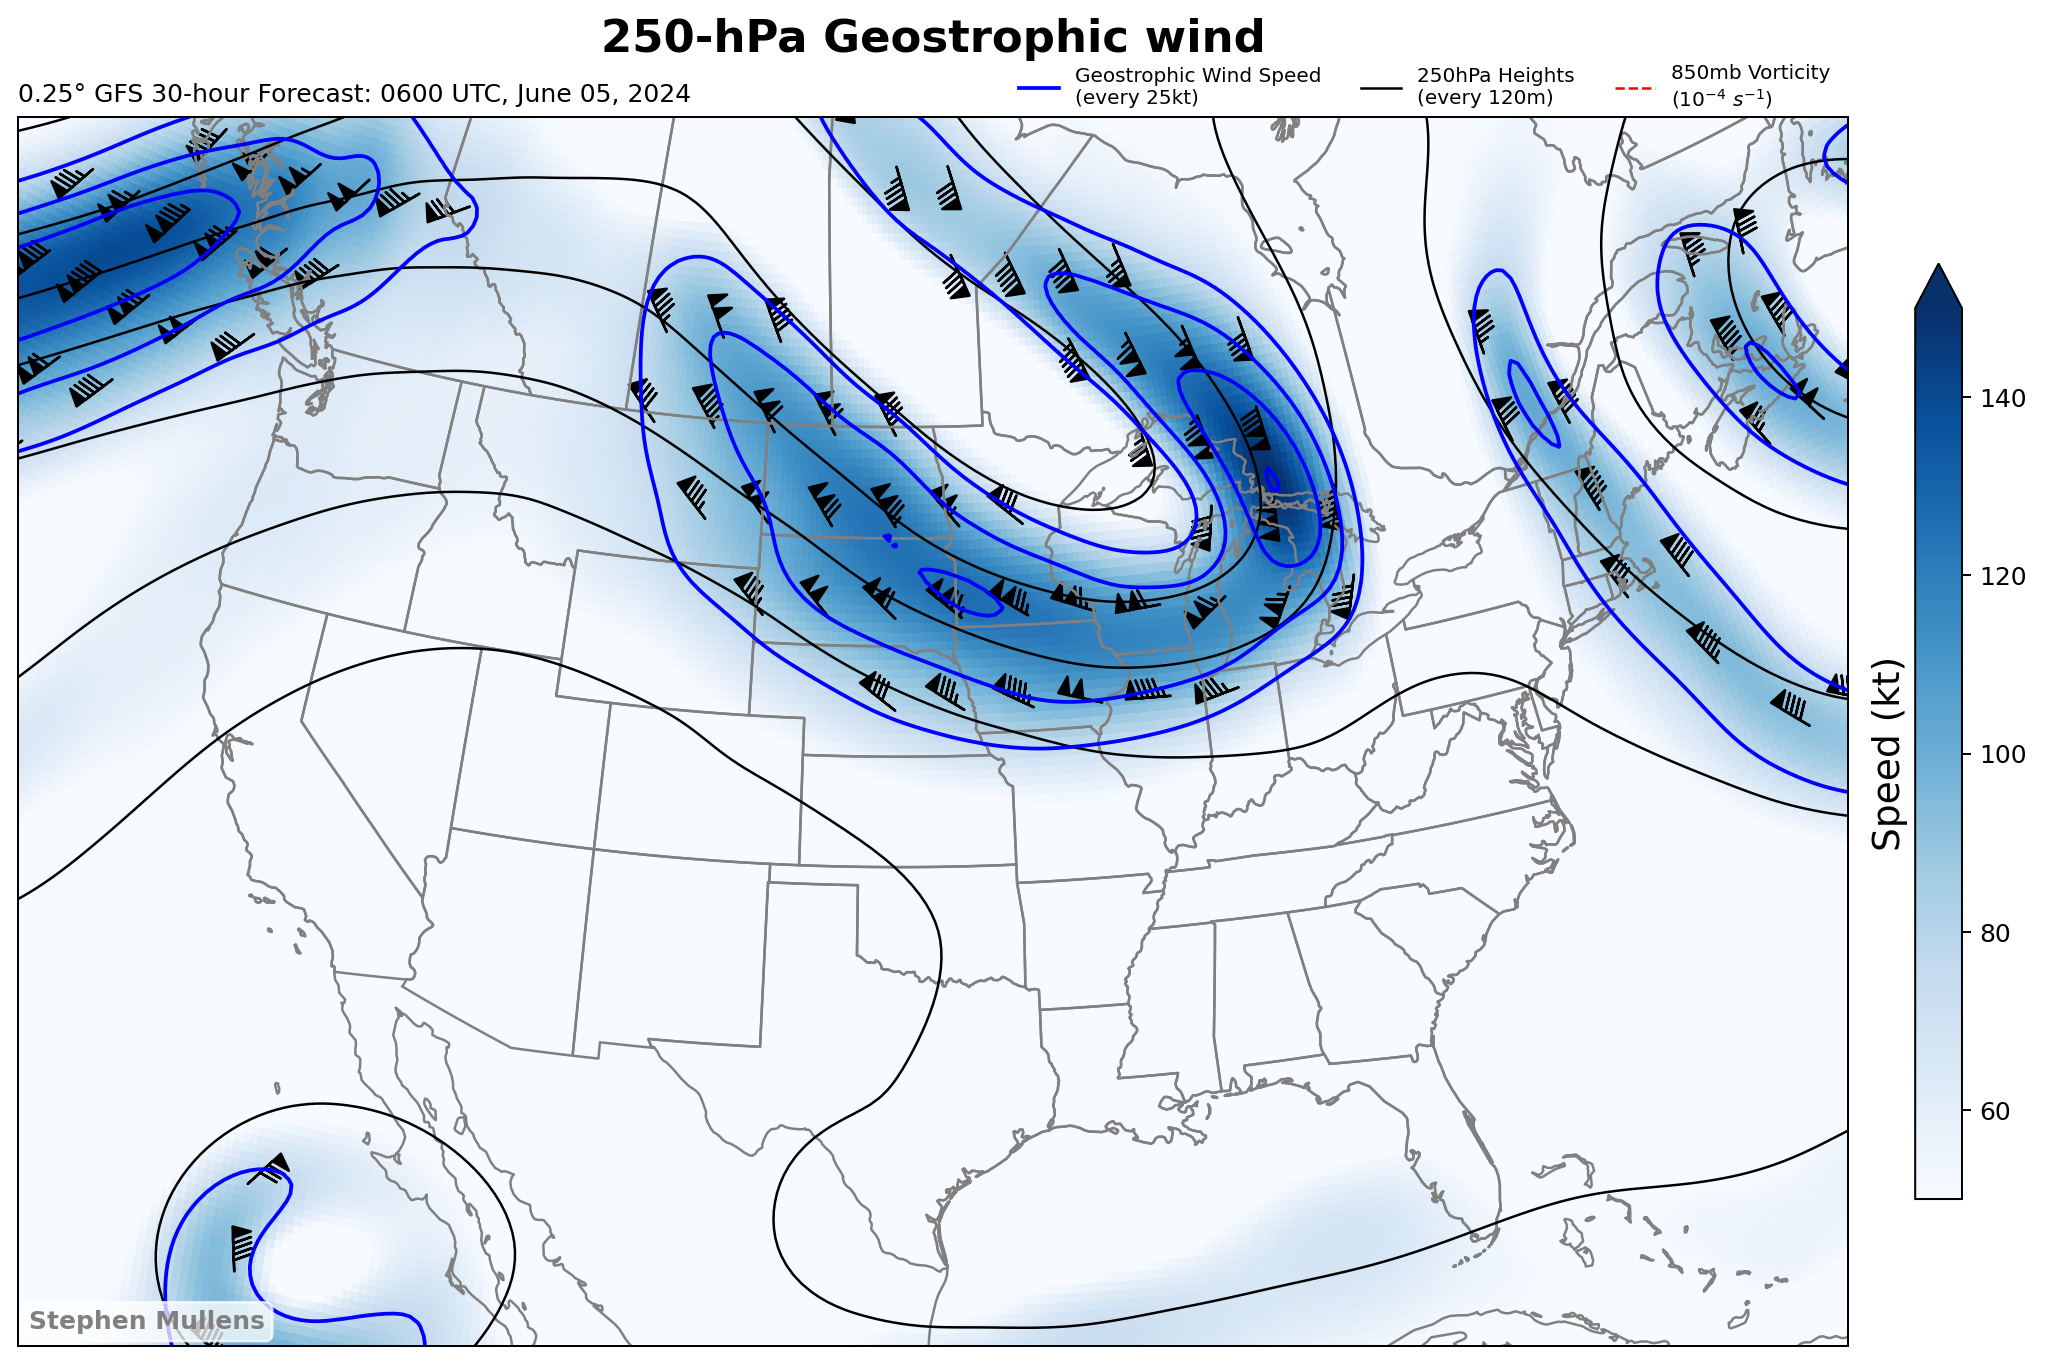 250-hPa Geostrophic wind
0.25° GFS 30-hour Forecast: 0600 UTC, June 05, 2024
Geostrophic Wind Speed
(every 25kt)
250hPa Heights
(every 120m)
850mb Vorticity
(10⁻⁴ s⁻¹)
140
120
100
80
60
Speed (kt)
Stephen Mullens